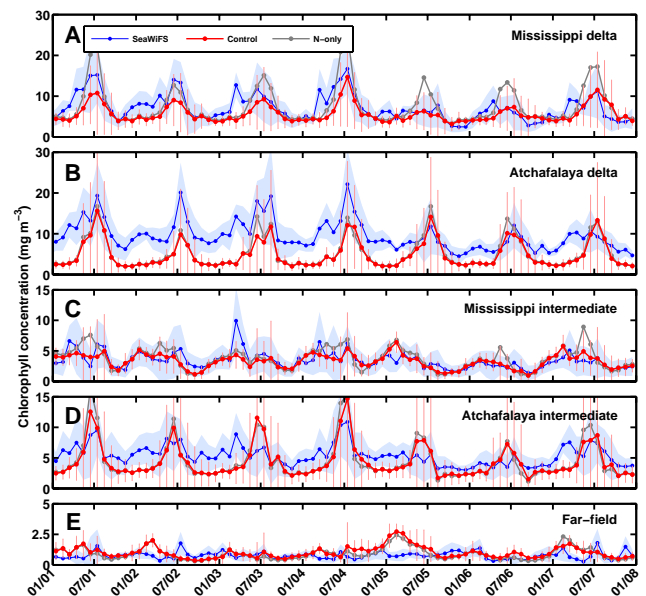 30
20
10
0
A
SeaWiFS Control N-only
Mississippi delta
30
20
10
0
B
Atchafalaya delta
15
10
5
0
C
Mississippi intermediate
15
10
5
0
D
Atchafalaya intermediate
5
2.5
0
E
Far-field
Chlorophyll concentration (mg m⁻³)
01/01 07/01 01/02 07/02 01/03 07/03 01/04 07/04 01/05 07/05 01/06 07/06 01/07 07/07 01/08